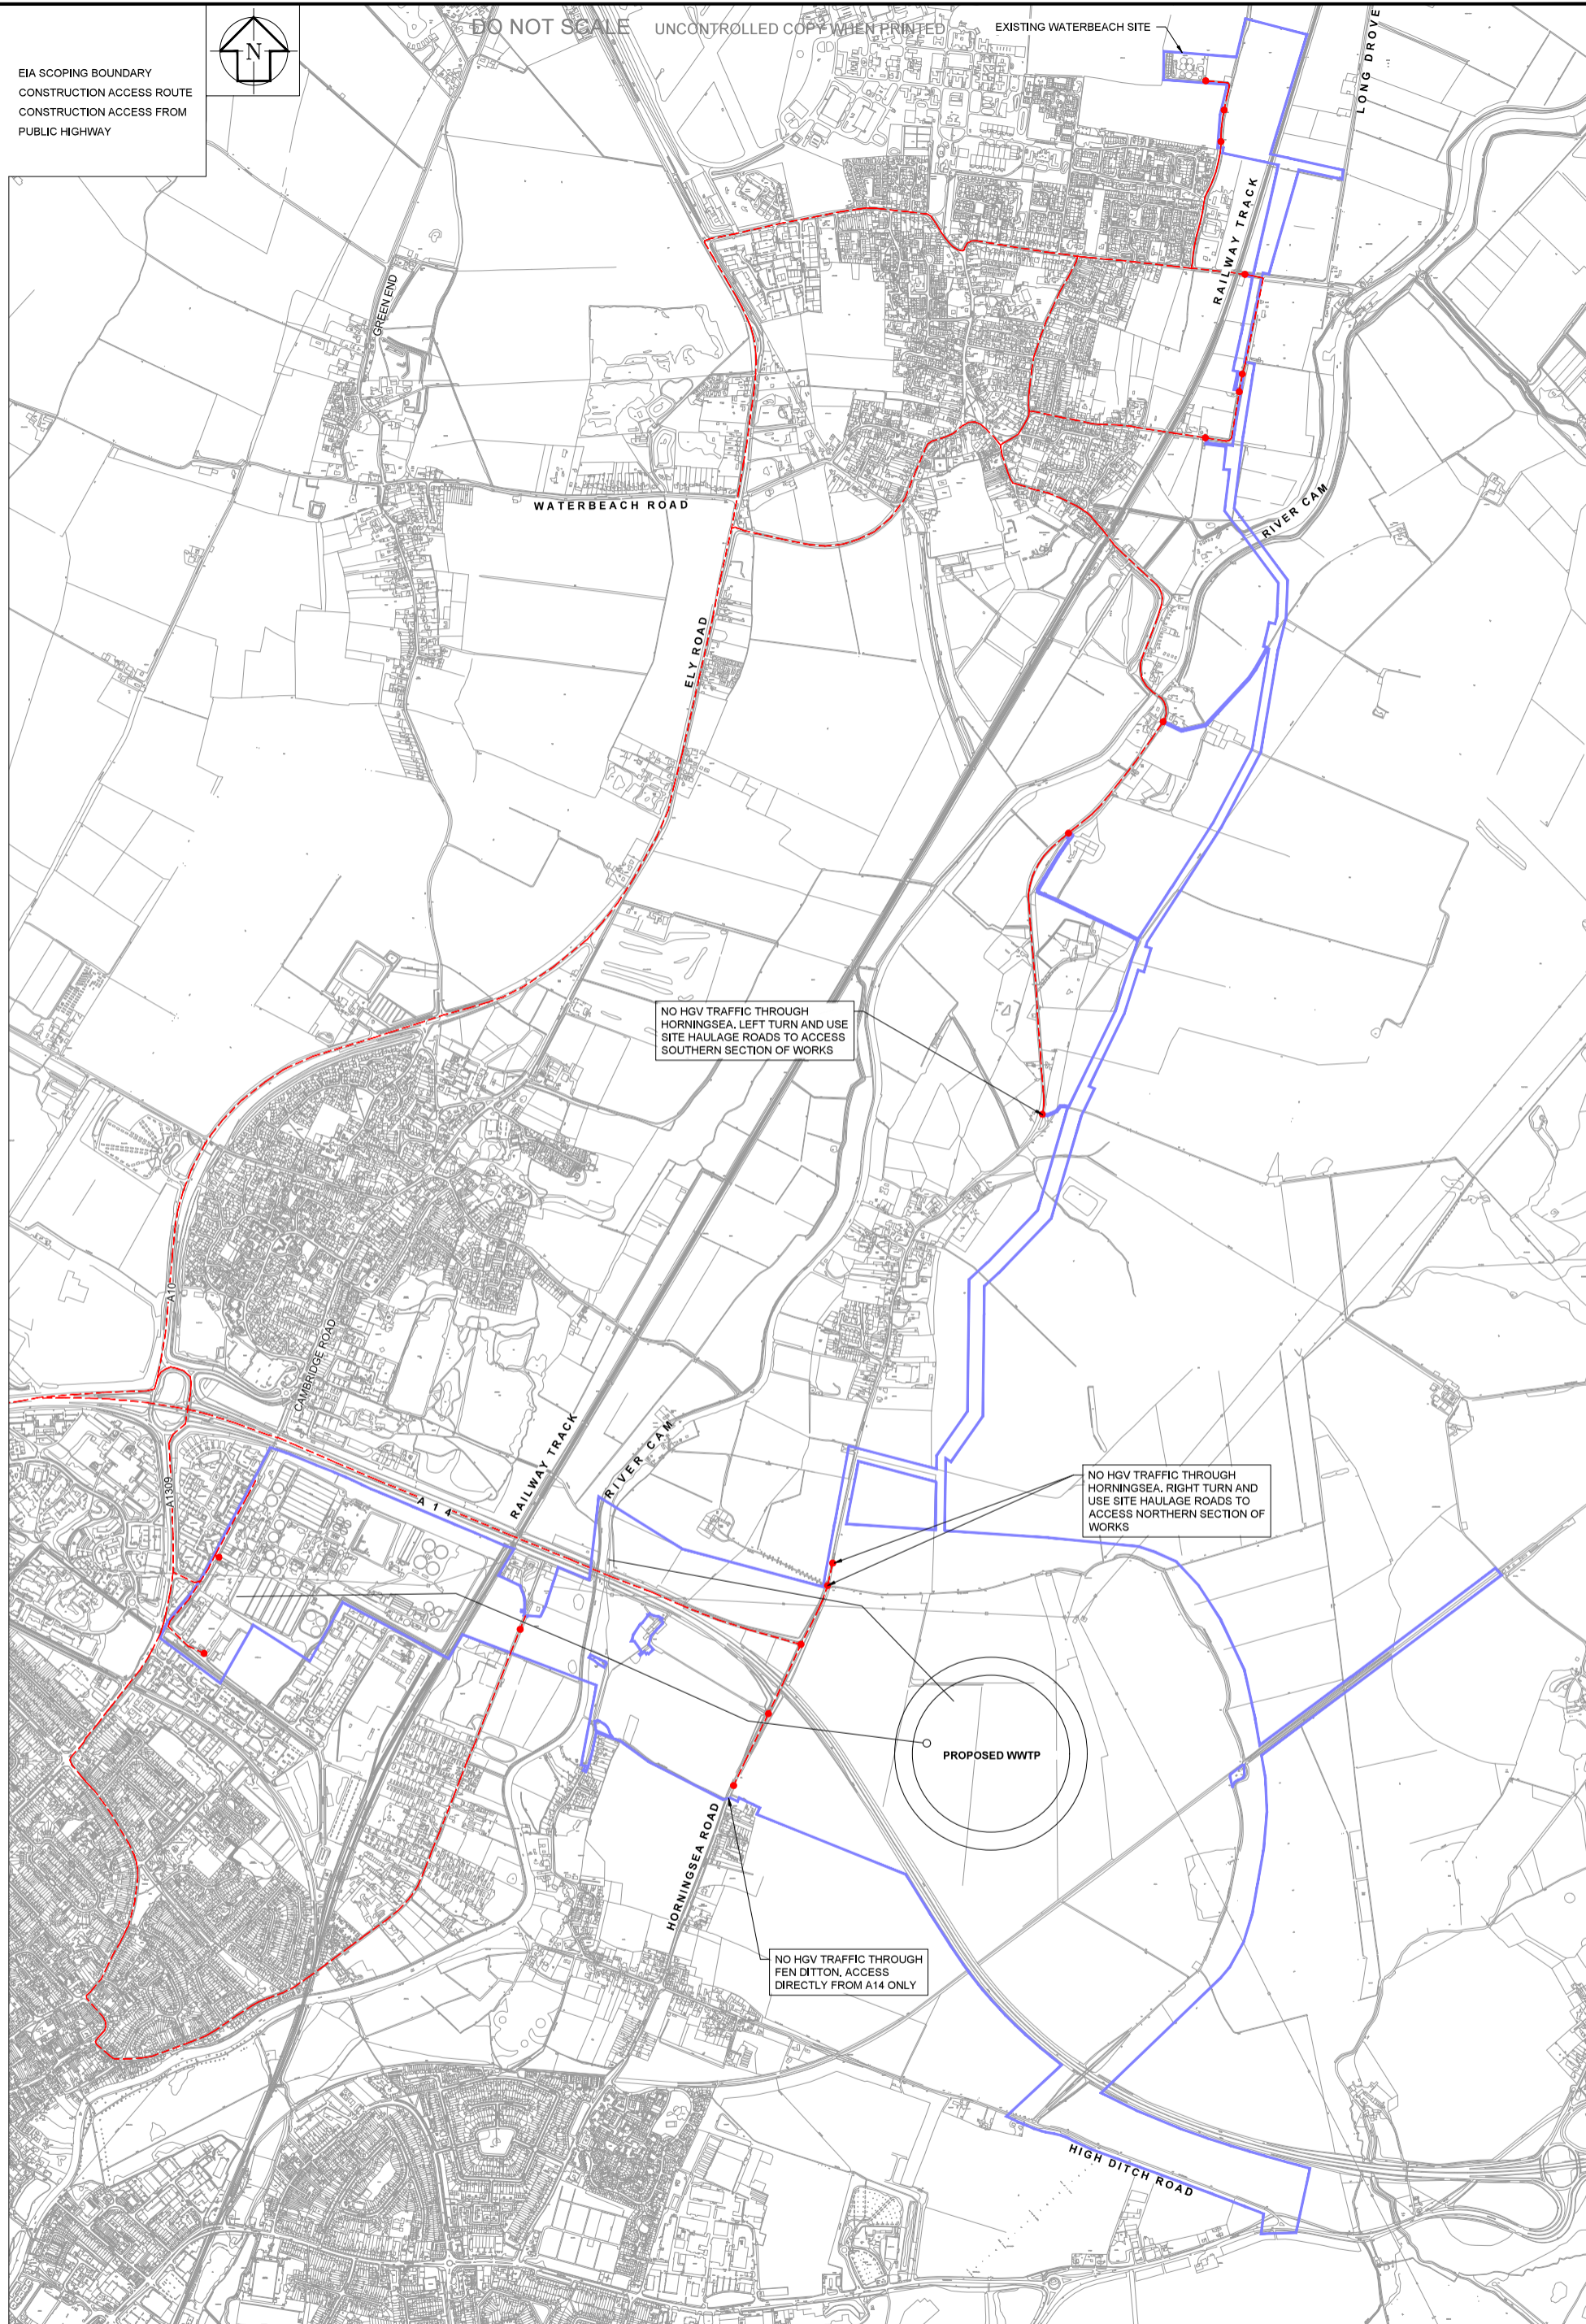 DO NOT SCALE
UNCONTROLLED COPY WHEN PRINTED
EXISTING WATERBEACH SITE
LONG DROVE
N
EIA SCOPING BOUNDARY
CONSTRUCTION ACCESS ROUTE
CONSTRUCTION ACCESS FROM
PUBLIC HIGHWAY
RAILWAY TRACK
GREEN END
WATERBEACH ROAD
RIVER CAM
ELY ROAD
NO HGV TRAFFIC THROUGH
HORNINGSEA. LEFT TURN AND USE
SITE HAULAGE ROADS TO ACCESS
SOUTHERN SECTION OF WORKS
A10
CAMBRIDGE ROAD
RAILWAY TRACK
RIVER CAM
A1309
A14
NO HGV TRAFFIC THROUGH
HORNINGSEA. RIGHT TURN AND
USE SITE HAULAGE ROADS TO
ACCESS NORTHERN SECTION OF
WORKS
PROPOSED WWTP
HORNINGSEA ROAD
NO HGV TRAFFIC THROUGH
FEN DITTON, ACCESS
DIRECTLY FROM A14 ONLY
HIGH DITCH ROAD